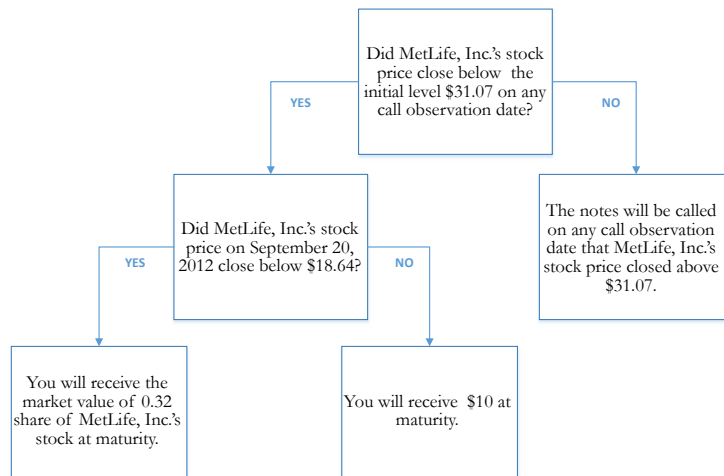 Did MetLife, Inc.'s stock
price close below the
initial level $31.07 on any
call observation date?
YES
NO
Did MetLife, Inc.'s stock
price on September 20,
2012 close below $18.64?
The notes will be called
on any call observation
date that MetLife, Inc.'s
stock price closed above
$31.07.
YES
NO
You will receive the
market value of 0.32
share of MetLife, Inc.'s
stock at maturity.
You will receive $10 at
maturity.